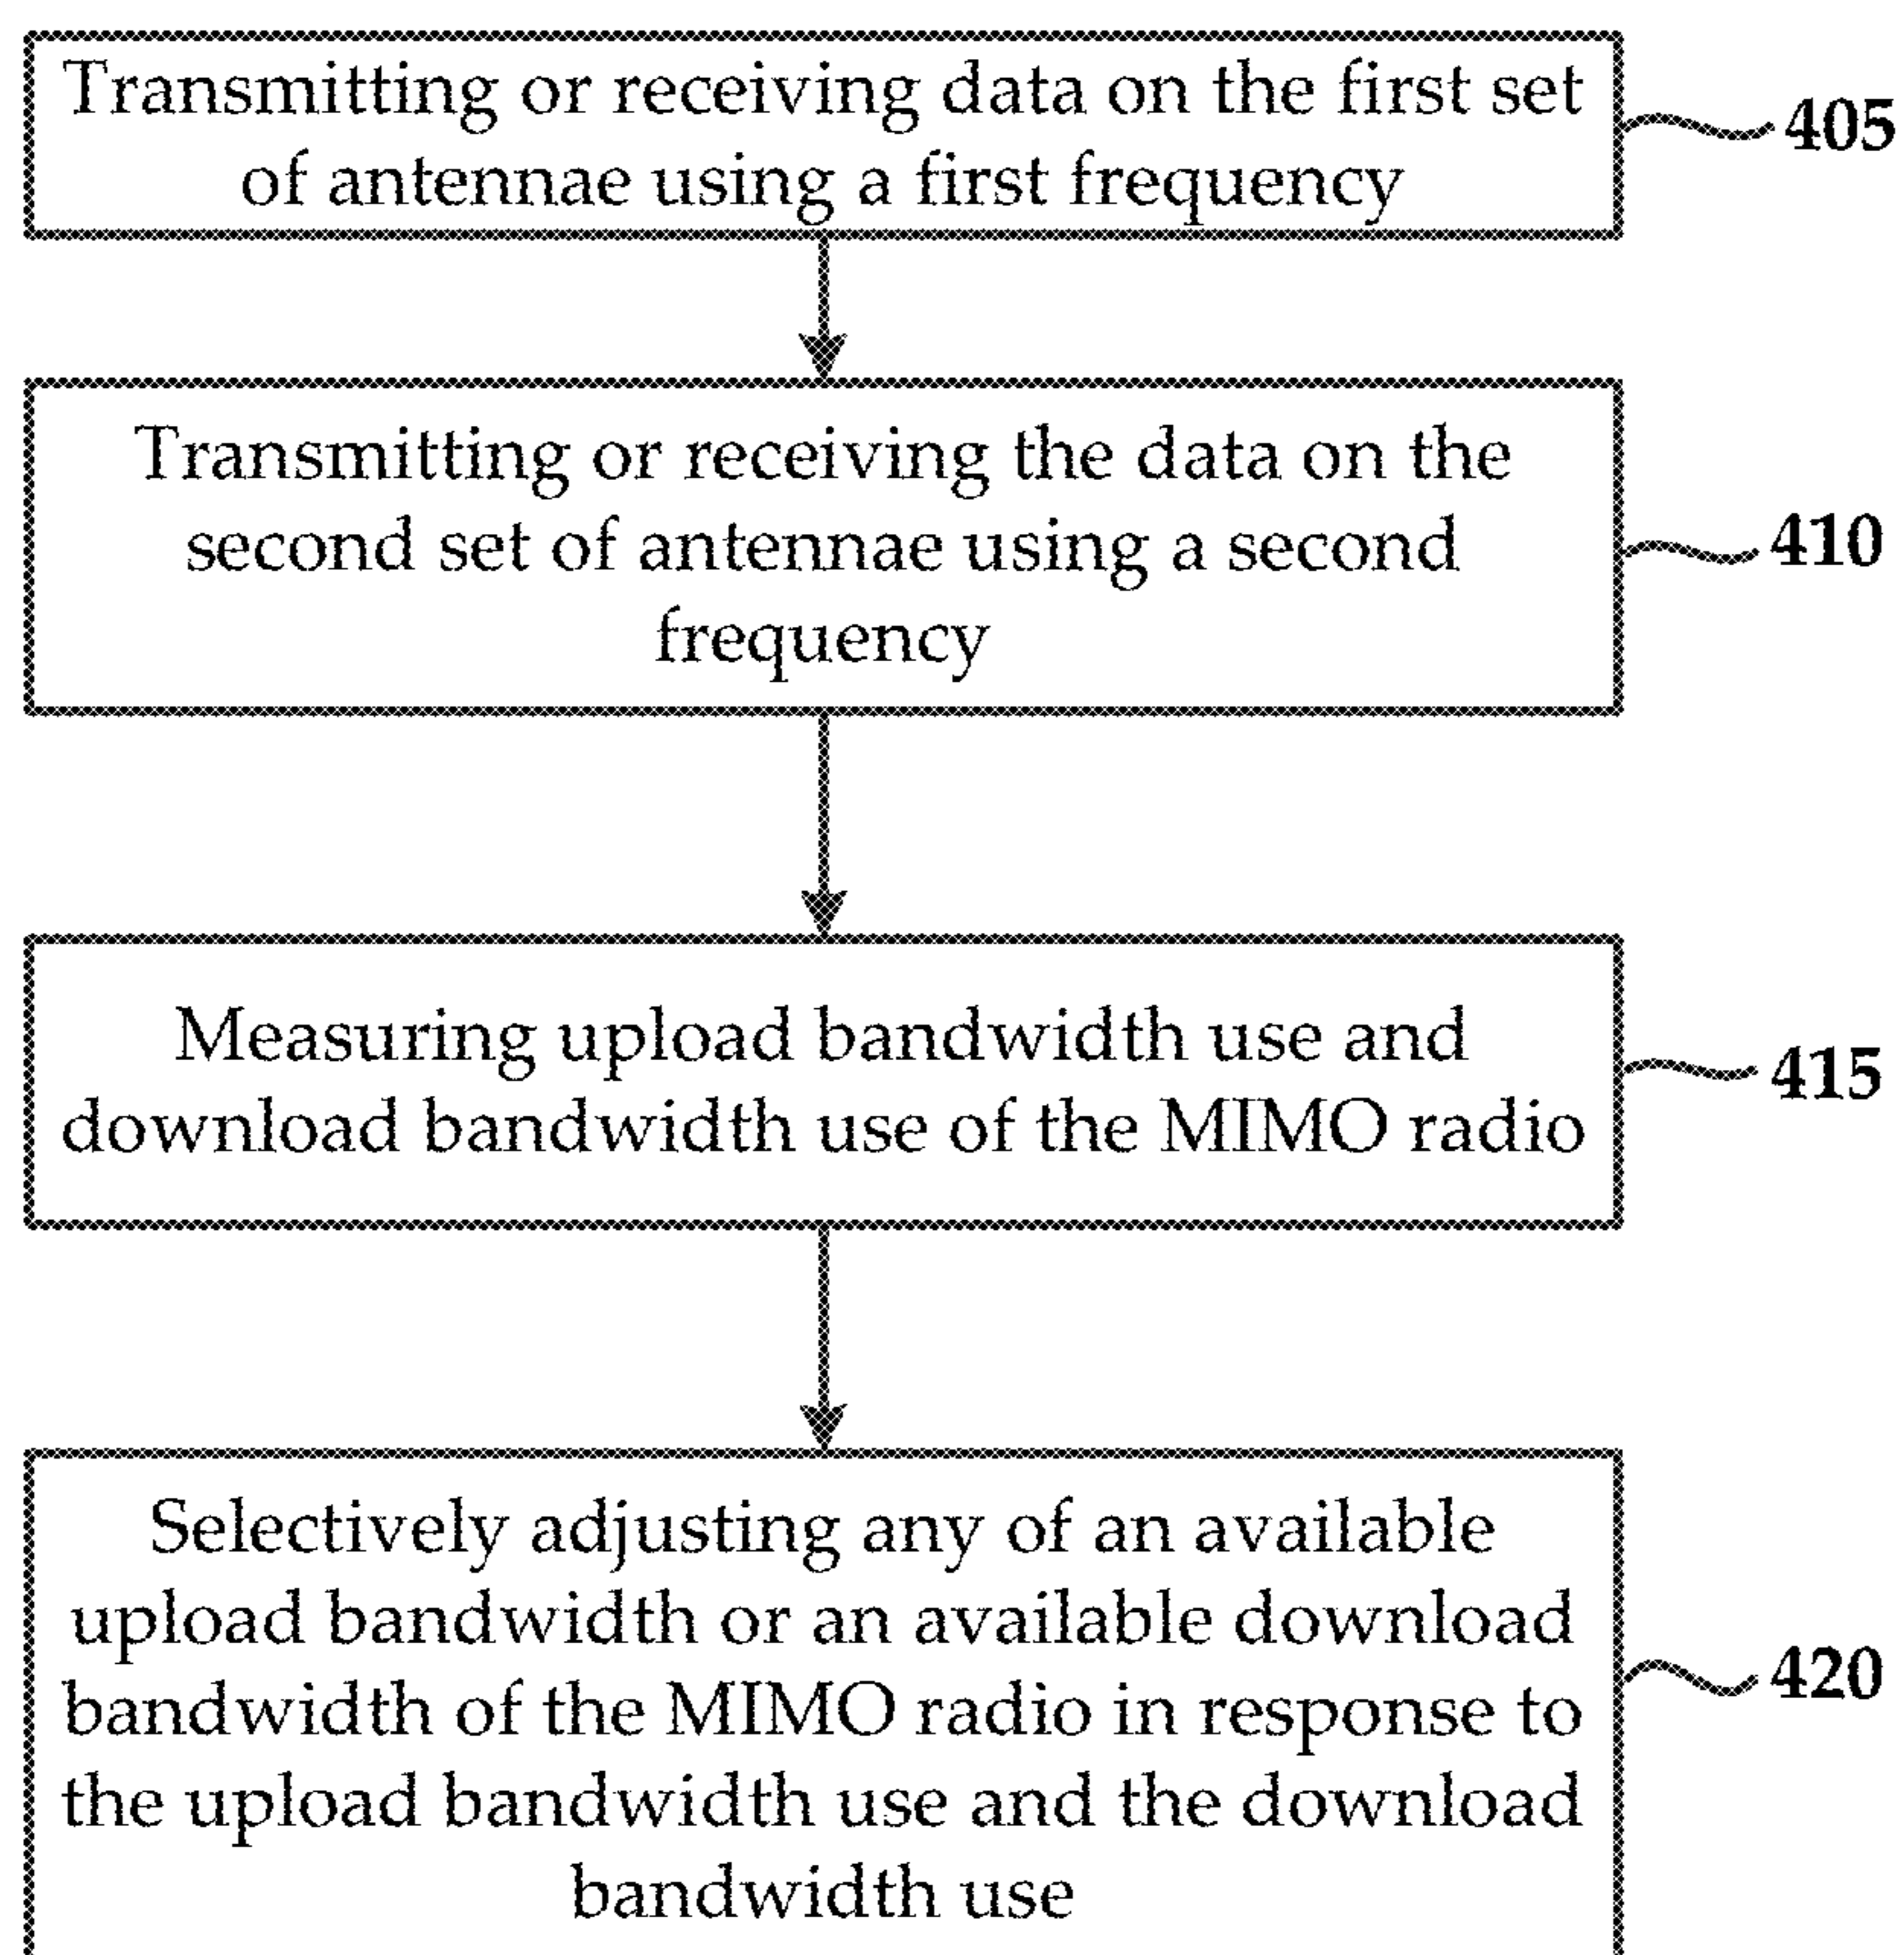 Transmitting or receiving data on the first set
of antennae using a first frequency
405
Transmitting or receiving the data on the
second set of antennae using a second
frequency
410
Measuring upload bandwidth use and
download bandwidth use of the MIMO radio
415
Selectively adjusting any of an available
upload bandwidth or an available download
bandwidth of the MIMO radio in response to
the upload bandwidth use and the download
bandwidth use
420